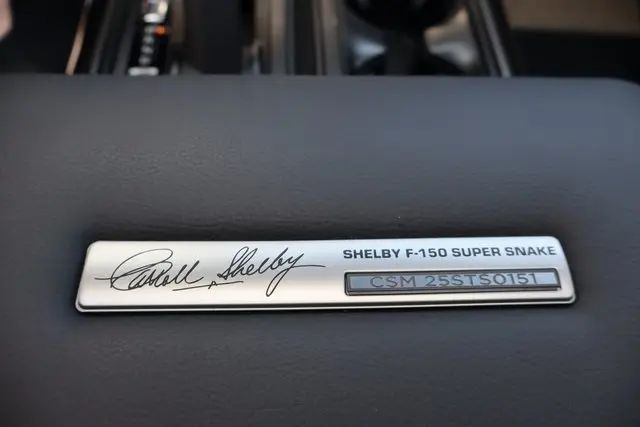 Carroll Shelby
SHELBY F-150 SUPER SNAKE
CSM 25STS0151